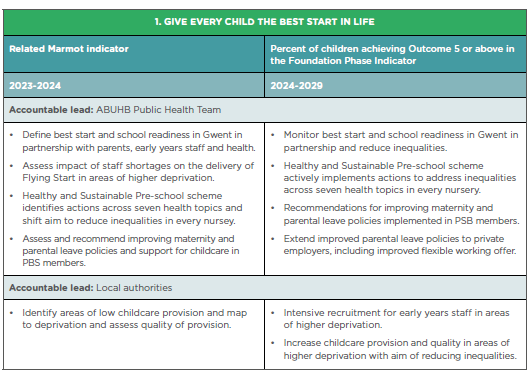 1. GIVE EVERY CHILD THE BEST START IN LIFE
Related Marmot indicator
Percent of children achieving Outcome 5 or above in
the Foundation Phase Indicator
2023-2024
2024-2029
Accountable lead: ABUHB Public Health Team
• Define best start and school readiness in Gwent in
partnership with parents, early years staff and health.
• Assess impact of staff shortages on the delivery of
Flying Start in areas of higher deprivation.
• Healthy and Sustainable Pre-school scheme
identifies actions across seven health topics and
shift aim to reduce inequalities in every nursey.
• Assess and recommend improving maternity and
parental leave policies and support for childcare in
PBS members.
• Monitor best start and school readiness in Gwent in
partnership and reduce inequalities.
• Healthy and Sustainable Pre-school scheme
actively implements actions to address inequalities
across seven health topics in every nursery.
• Recommendations for improving maternity and
parental leave policies implemented in PSB members.
• Extend improved parental leave policies to private
employers, including improved flexible working offer.
Accountable lead: Local authorities
• Identify areas of low childcare provision and map
to deprivation and assess quality of provision.
• Intensive recruitment for early years staff in areas
of higher deprivation.
• Increase childcare provision and quality in areas of
higher deprivation with aim of reducing inequalities.